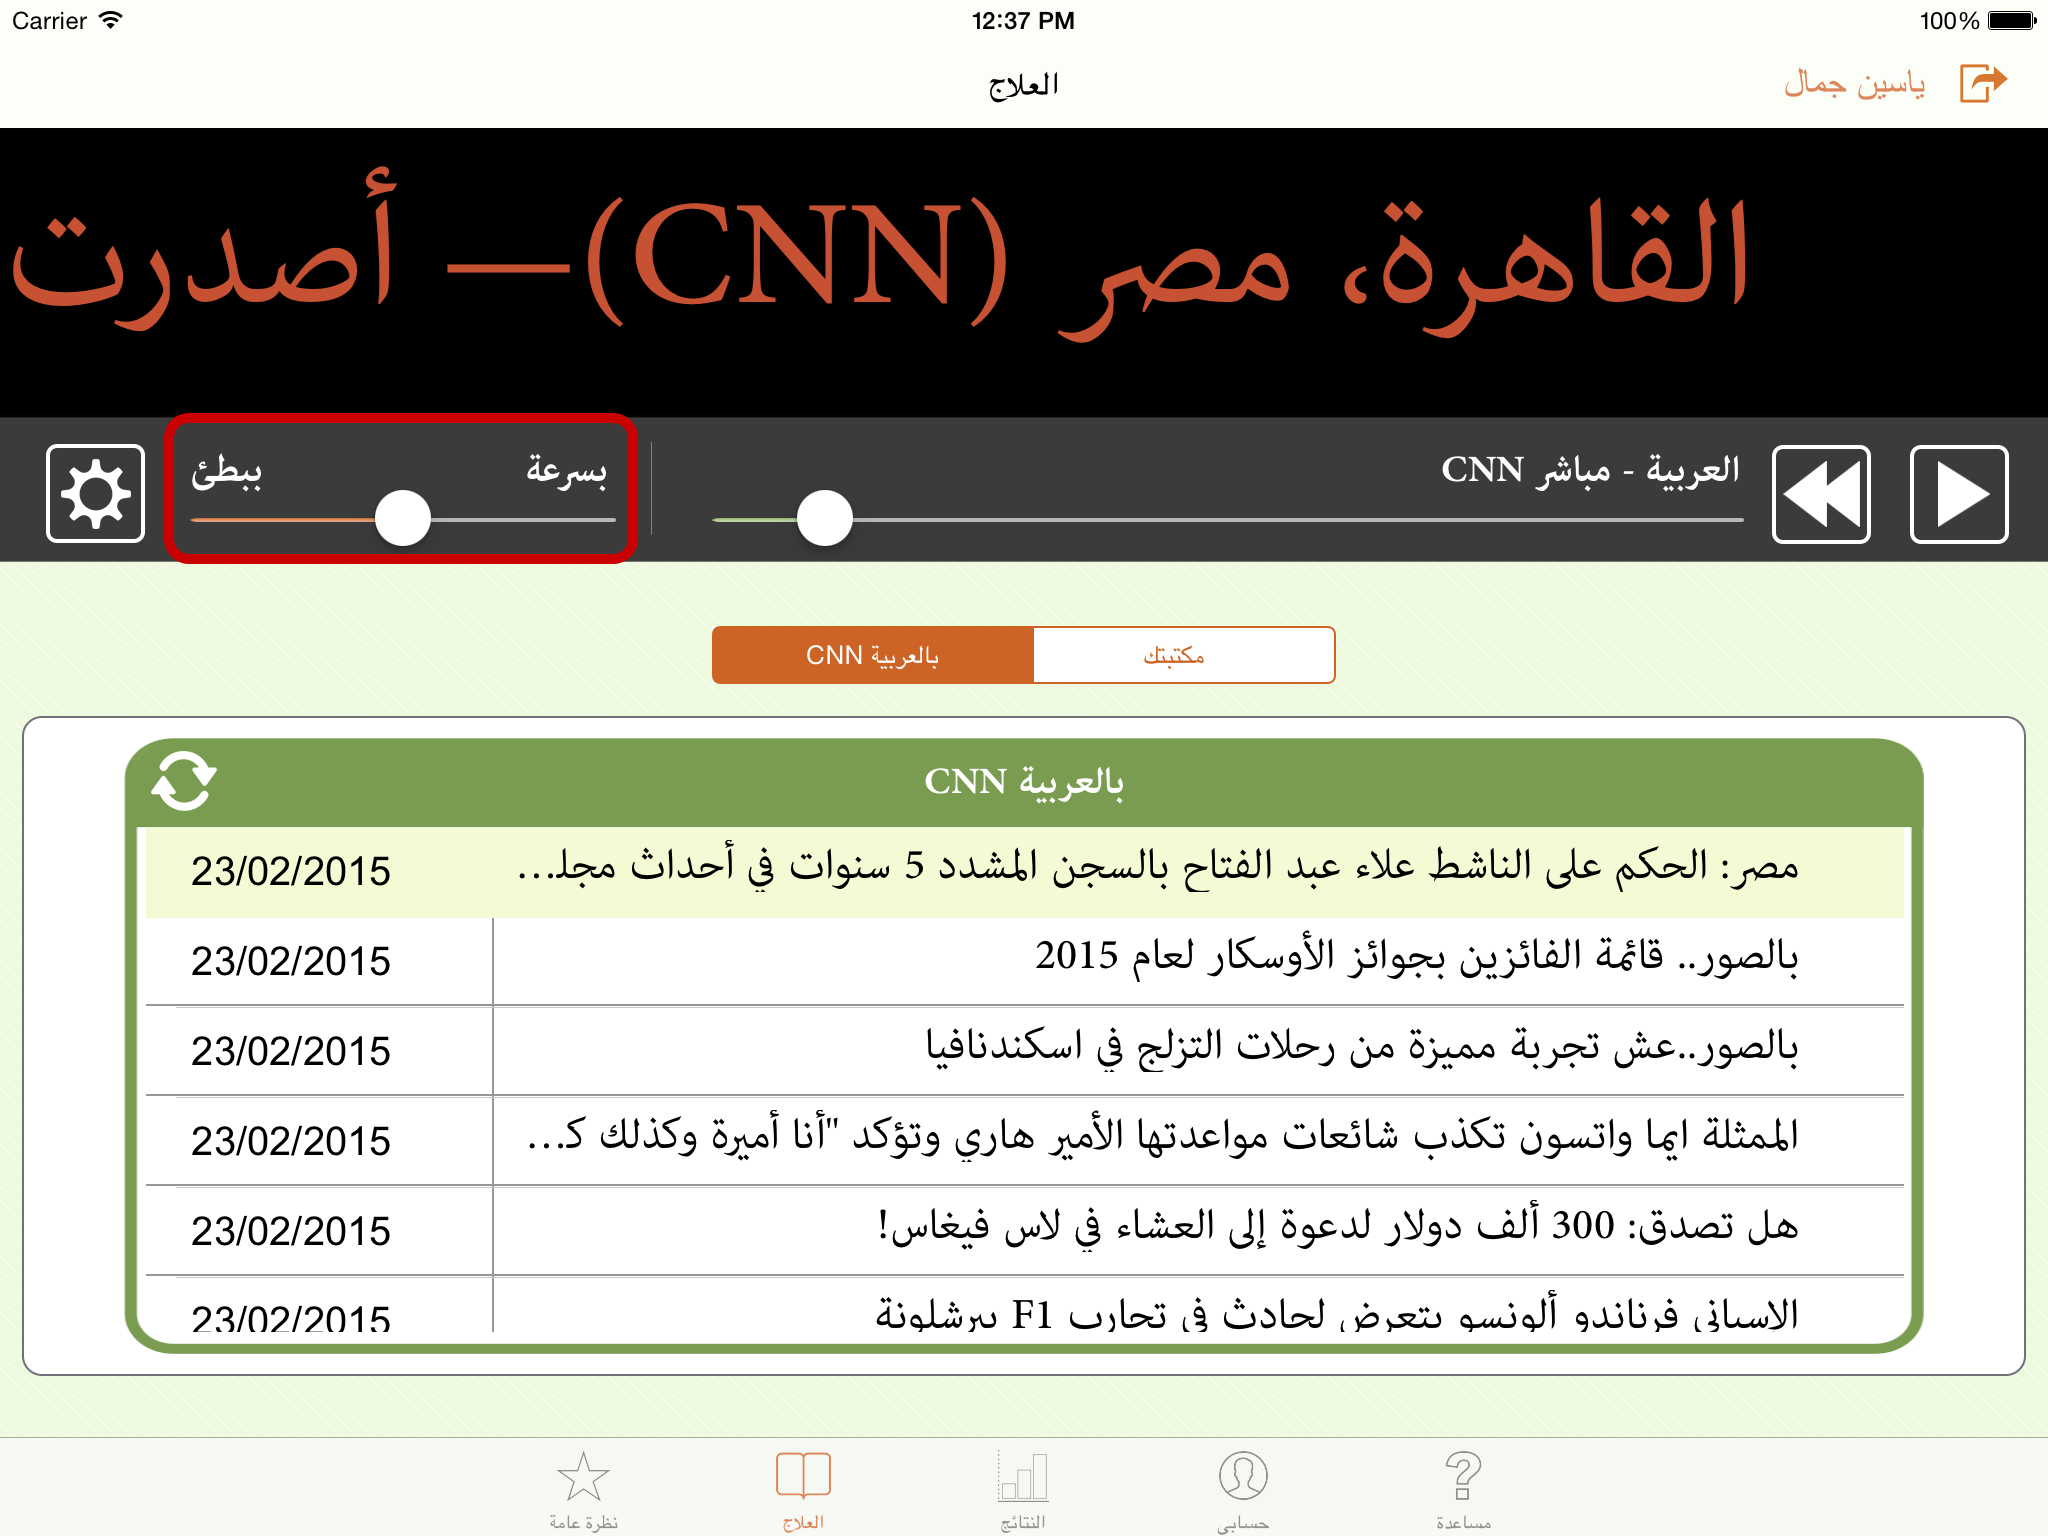 Carrier 12:37 PM 100%
العلاج
ياسين جمال
القاهرة، مصر (CNN)— أصدرت
العربية - مباشر CNN
بسرعة
ببطئ
مكتبتك
بالعربية CNN
بالعربية CNN
مصر: الحكم على الناشط علاء عبد الفتاح بالسجن المشدد 5 سنوات في أحداث مجلـ... 23/02/2015
بالصور.. قائمة الفائزين بجوائز الأوسكار لعام 2015 23/02/2015
بالصور..عش تجربة مميزة من رحلات التزلج في اسكندنافيا 23/02/2015
الممثلة ايما واتسون تكذب شائعات مواعدتها الأمير هاري وتؤكد "أنا أميرة وكذلك كـ... 23/02/2015
هل تصدق: 300 ألف دولار لدعوة إلى العشاء في لاس فيغاس! 23/02/2015
الاسباني فرناندو ألونسو يتعرض لحادث في تجارب F1 ببرشلونة 23/02/2015
مساعدة
حسابي
النتائج
العلاج
نظرة عامة